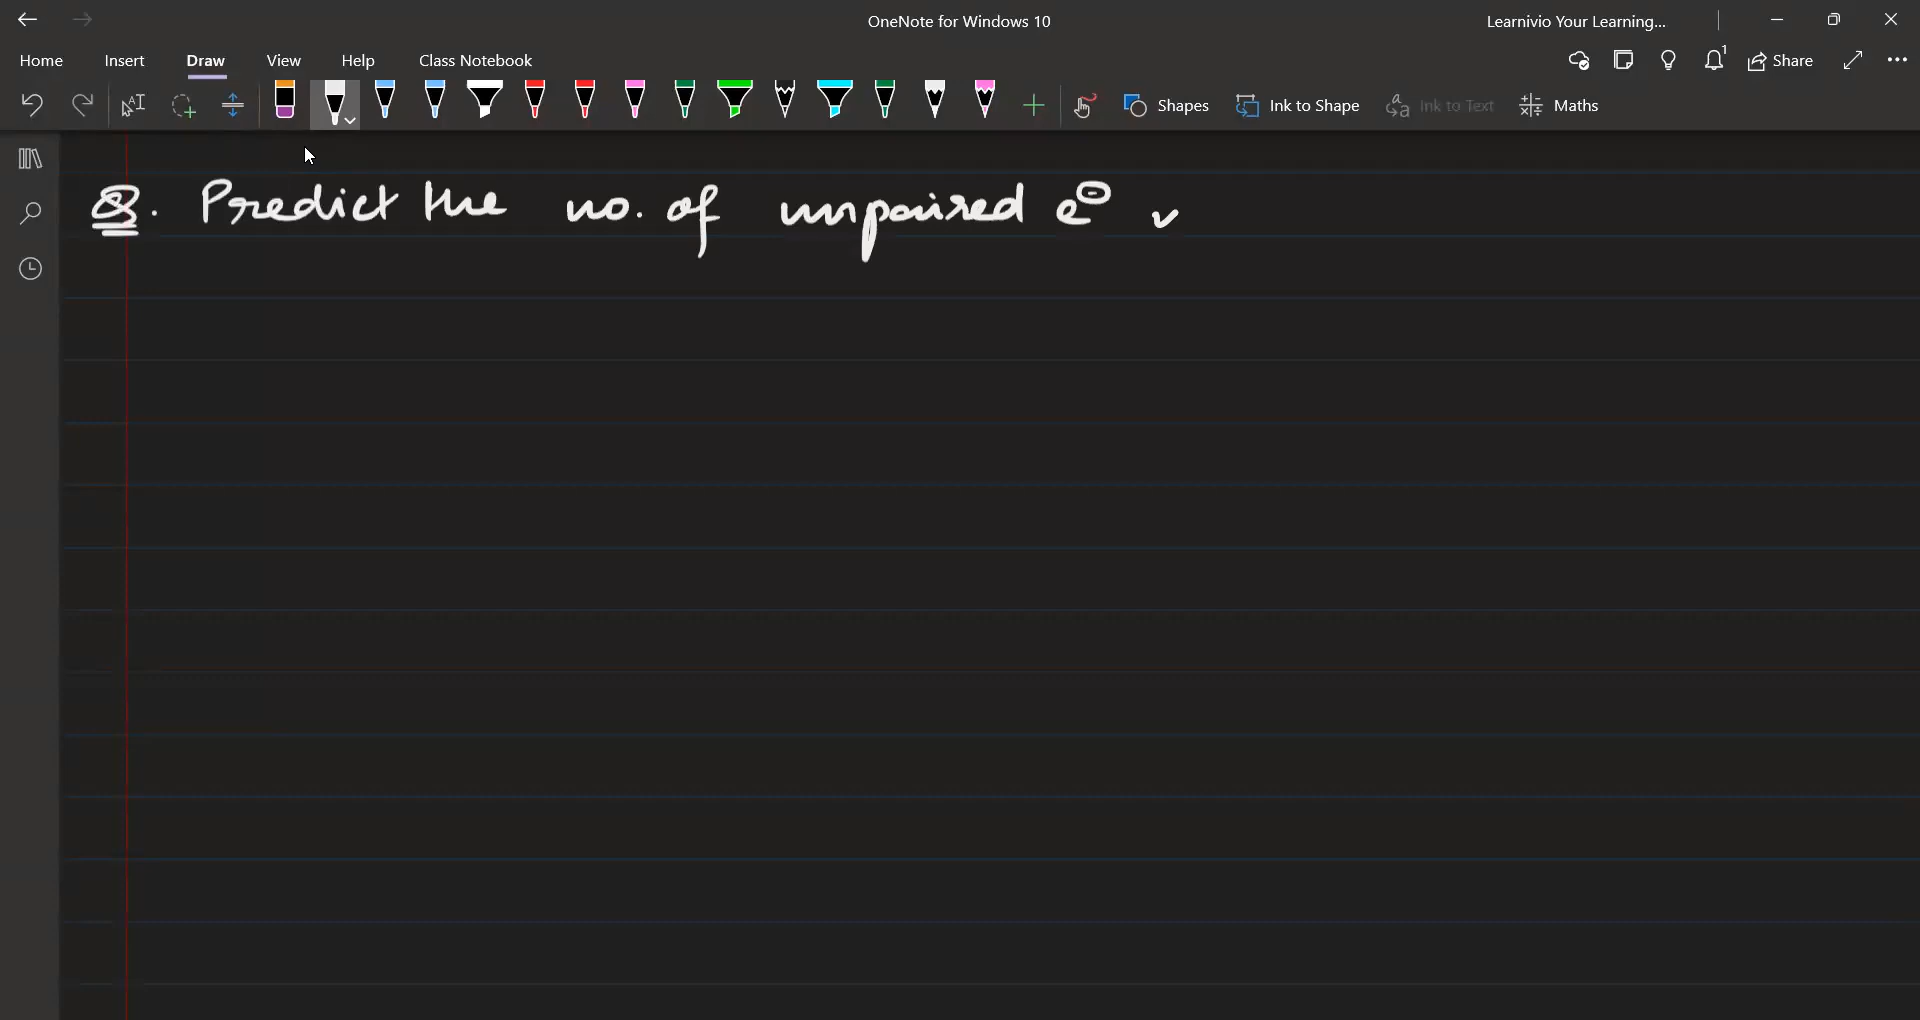 OneNote for Windows 10
Learnivio Your Learning...
Home Insert Draw View Help Class Notebook
1
Share
Shapes Ink to Shape Ink to Text Maths
Q. Predict the no. of unpaired e⊖